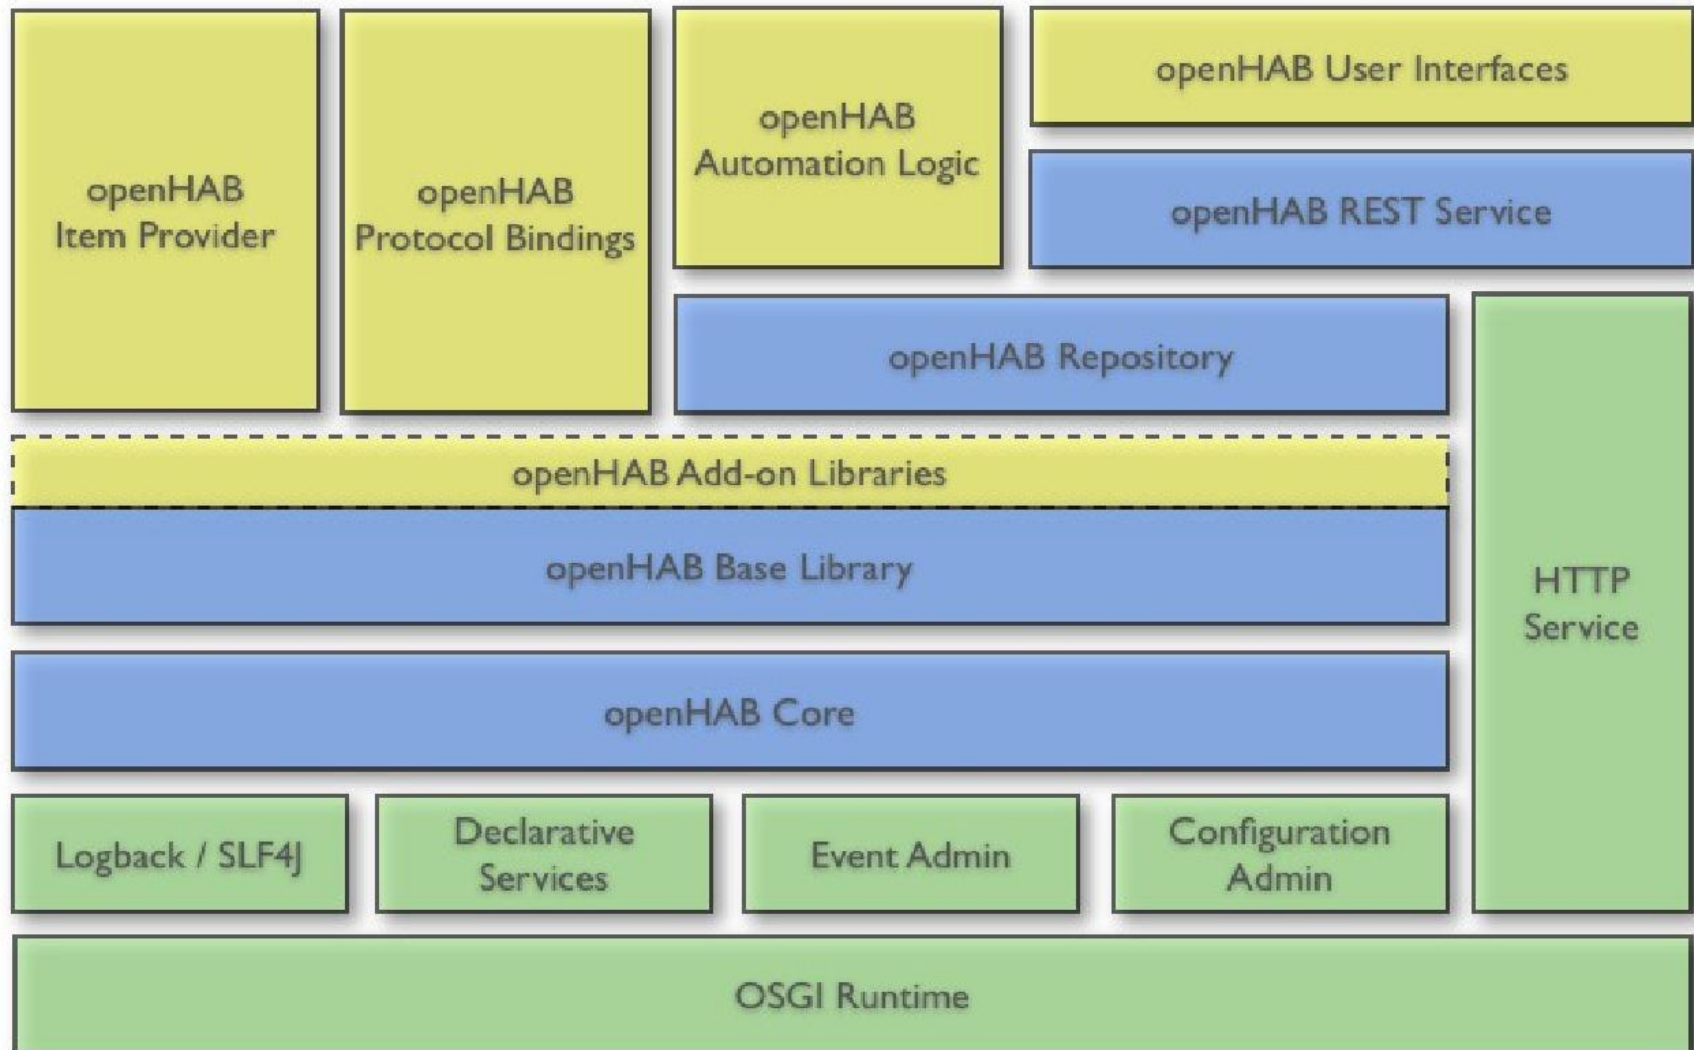 openHAB
Item Provider
openHAB
Protocol Bindings
openHAB
Automation Logic
openHAB User Interfaces
openHAB REST Service
openHAB Repository
openHAB Add-on Libraries
openHAB Base Library
HTTP
Service
openHAB Core
Logback / SLF4J
Declarative
Services
Event Admin
Configuration
Admin
OSGI Runtime